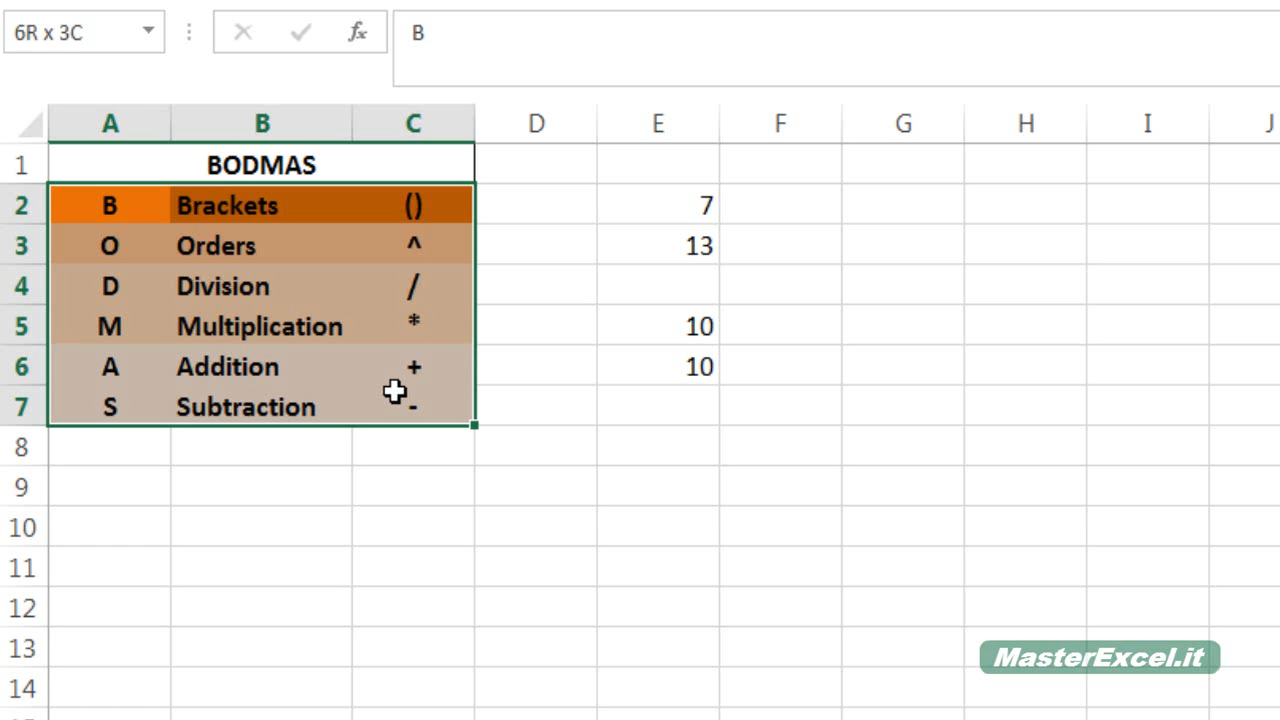 6R x 3C fx B
A B C D E F G H I J
1 BODMAS
2 B Brackets () 7
3 O Orders ^ 13
4 D Division /
5 M Multiplication * 10
6 A Addition + 10
7 S Subtraction -
8
9
10
11
12
13
MasterExcel.it
14